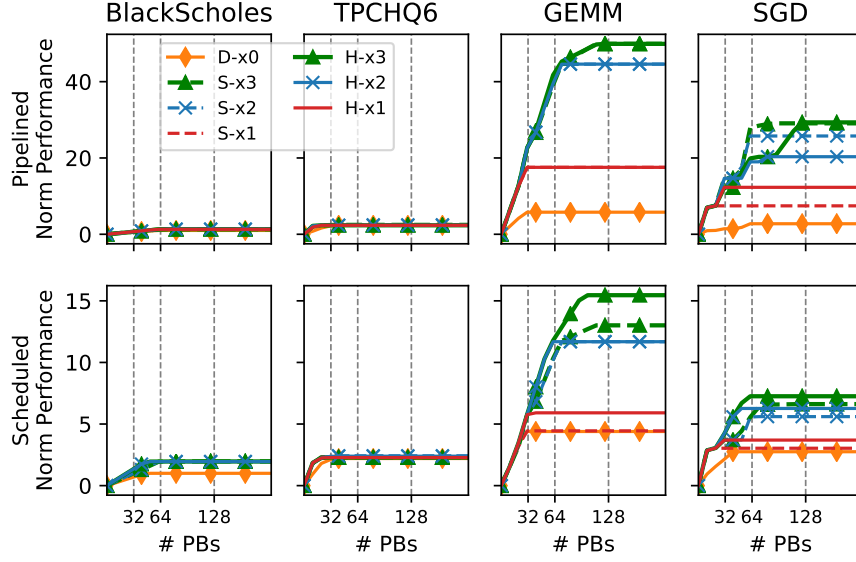 BlackScholes TPCHQ6 GEMM SGD
Pipelined
Norm Performance
40
20
0
D-x0 H-x3
S-x3 H-x2
S-x2 H-x1
S-x1
Scheduled
Norm Performance
15
10
5
0
32 64 128 32 64 128 32 64 128 32 64 128
# PBs # PBs # PBs # PBs